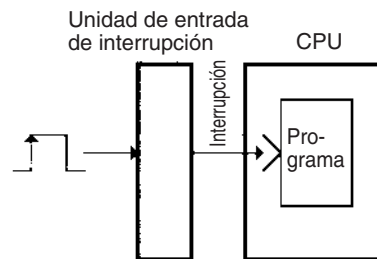 Unidad de entrada
de interrupción
CPU
Interrupción
Pro-
grama